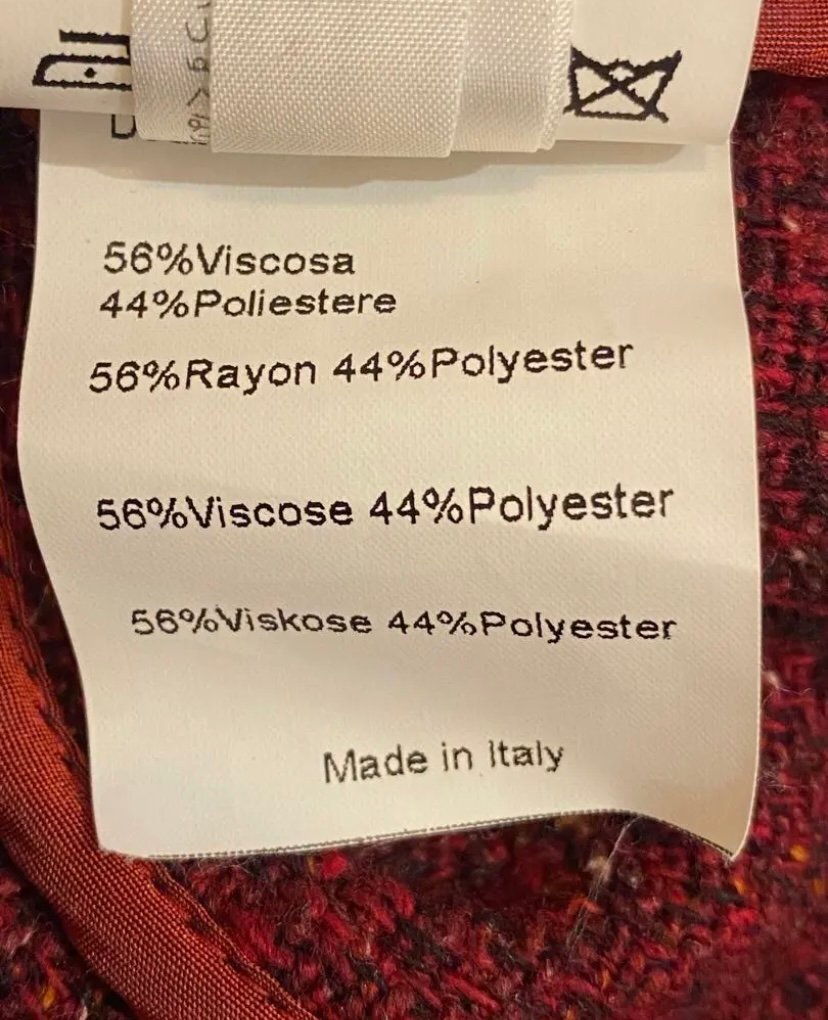 56%Viscosa
44%Poliestere
56%Rayon 44%Polyester
56%Viscose 44%Polyester
56%Viskose 44%Polyester
Made in Italy